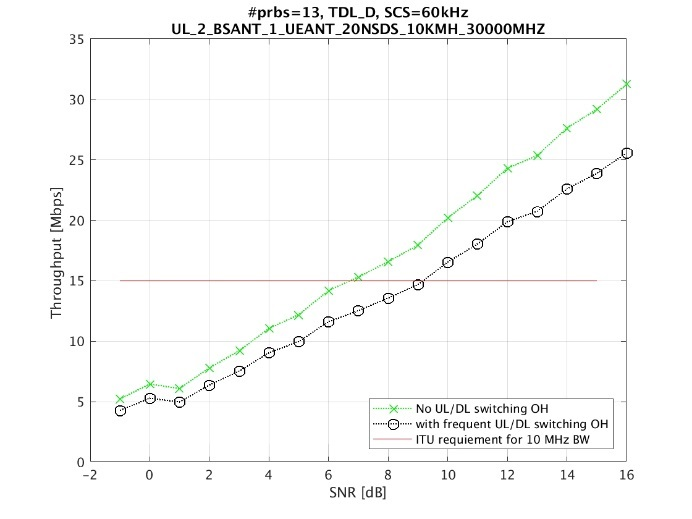 #prbs=13, TDL_D, SCS=60kHz
UL_2_BSANT_1_UEANT_20NSDS_10KMH_30000MHZ
35
30
25
20
15
10
5
0
Throughput [Mbps]
-2
0
2
4
6
8
10
12
14
16
SNR [dB]
No UL/DL switching OH
with frequent UL/DL switching OH
ITU requiement for 10 MHz BW